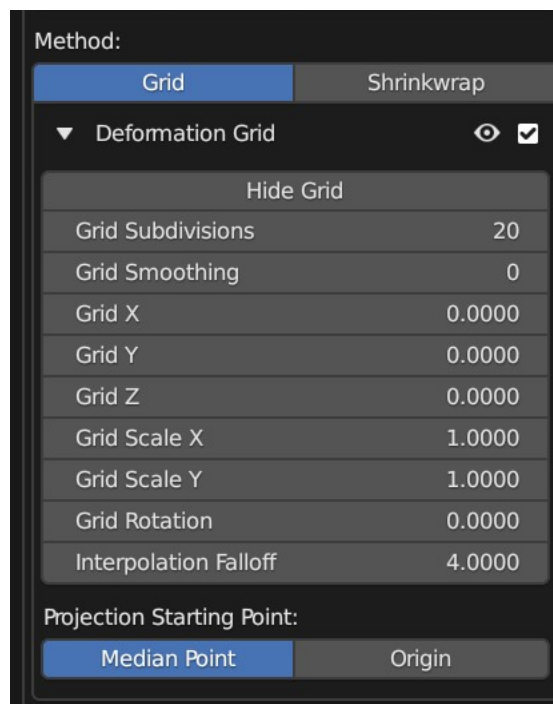 Method:
Grid Shrinkwrap
Deformation Grid
Hide Grid
Grid Subdivisions 20
Grid Smoothing 0
Grid X 0.0000
Grid Y 0.0000
Grid Z 0.0000
Grid Scale X 1.0000
Grid Scale Y 1.0000
Grid Rotation 0.0000
Interpolation Falloff 4.0000
Projection Starting Point:
Median Point Origin